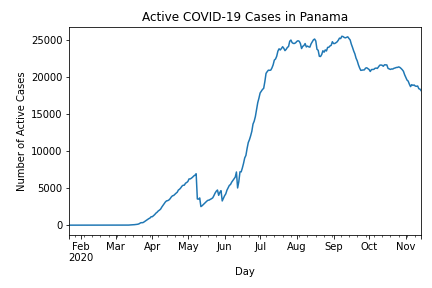 Active COVID-19 Cases in Panama
Number of Active Cases
25000
20000
15000
10000
5000
0
Feb Mar Apr May Jun Jul Aug Sep Oct Nov
2020
Day